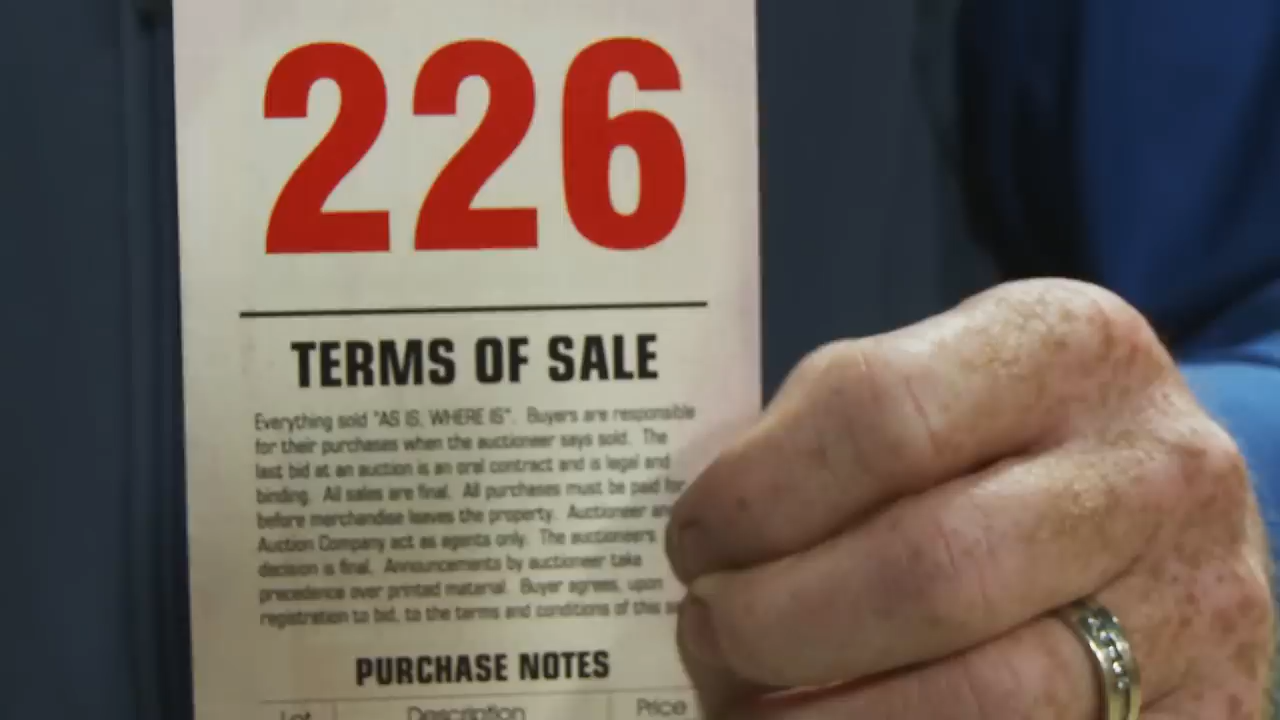 226
TERMS OF SALE
Everything sold "AS IS, WHERE IS". Buyers are responsible
for their purchases when the auctioneer says sold. The
last bid at an auction is an oral contract and is legal and
binding. All sales are final. All purchases must be paid for
before merchandise leaves the property. Auctioneer an
Auction Company act as agents only. The auctioneers
decision is final. Announcements by auctioneer take
precedence over printed material. Buyer agrees, upon
registration to bid, to the terms and conditions of this
PURCHASE NOTES
Lot Description Price